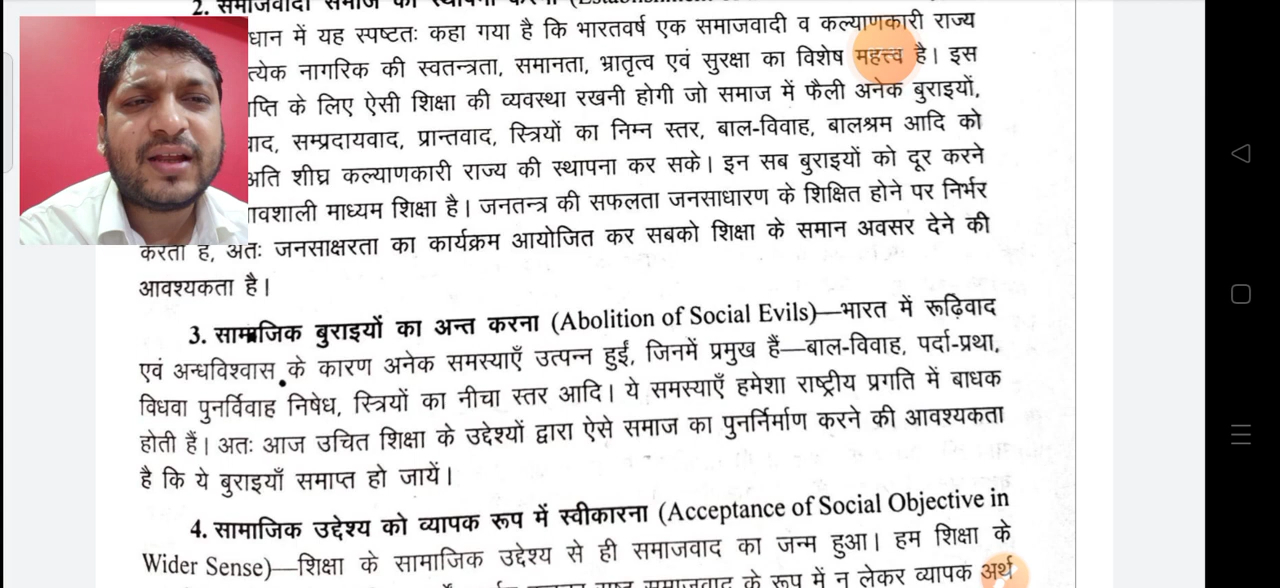 2. समाजवादी समाज की स्थापना करना
धान में यह स्पष्टतः कहा गया है कि भारतवर्ष एक समाजवादी व कल्याणकारी राज्य
त्येक नागरिक की स्वतन्त्रता, समानता, भ्रातृत्व एवं सुरक्षा का विशेष महत्त्व है। इस
प्ति के लिए ऐसी शिक्षा की व्यवस्था रखनी होगी जो समाज में फैली अनेक बुराइयों,
वाद, सम्प्रदायवाद, प्रान्तवाद, स्त्रियों का निम्न स्तर, बाल-विवाह, बालश्रम आदि को
अति शीघ्र कल्याणकारी राज्य की स्थापना कर सके। इन सब बुराइयों को दूर करने
ावशाली माध्यम शिक्षा है। जनतन्त्र की सफलता जनसाधारण के शिक्षित होने पर निर्भर
करता है, अतः जनसाक्षरता का कार्यक्रम आयोजित कर सबको शिक्षा के समान अवसर देने की
आवश्यकता है।
3. सामाजिक बुराइयों का अन्त करना (Abolition of Social Evils)—भारत में रूढ़िवाद
एवं अन्धविश्वास के कारण अनेक समस्याएँ उत्पन्न हुईं, जिनमें प्रमुख हैं—बाल-विवाह, पर्दा-प्रथा,
विधवा पुनर्विवाह निषेध, स्त्रियों का नीचा स्तर आदि। ये समस्याएँ हमेशा राष्ट्रीय प्रगति में बाधक
होती हैं। अतः आज उचित शिक्षा के उद्देश्यों द्वारा ऐसे समाज का पुनर्निर्माण करने की आवश्यकता
है कि ये बुराइयाँ समाप्त हो जायें।
4. सामाजिक उद्देश्य को व्यापक रूप में स्वीकारना (Acceptance of Social Objective in
Wider Sense)—शिक्षा के सामाजिक उद्देश्य से ही समाजवाद का जन्म हुआ। हम शिक्षा के
समाजवाद के रूप में न लेकर व्यापक अर्थ